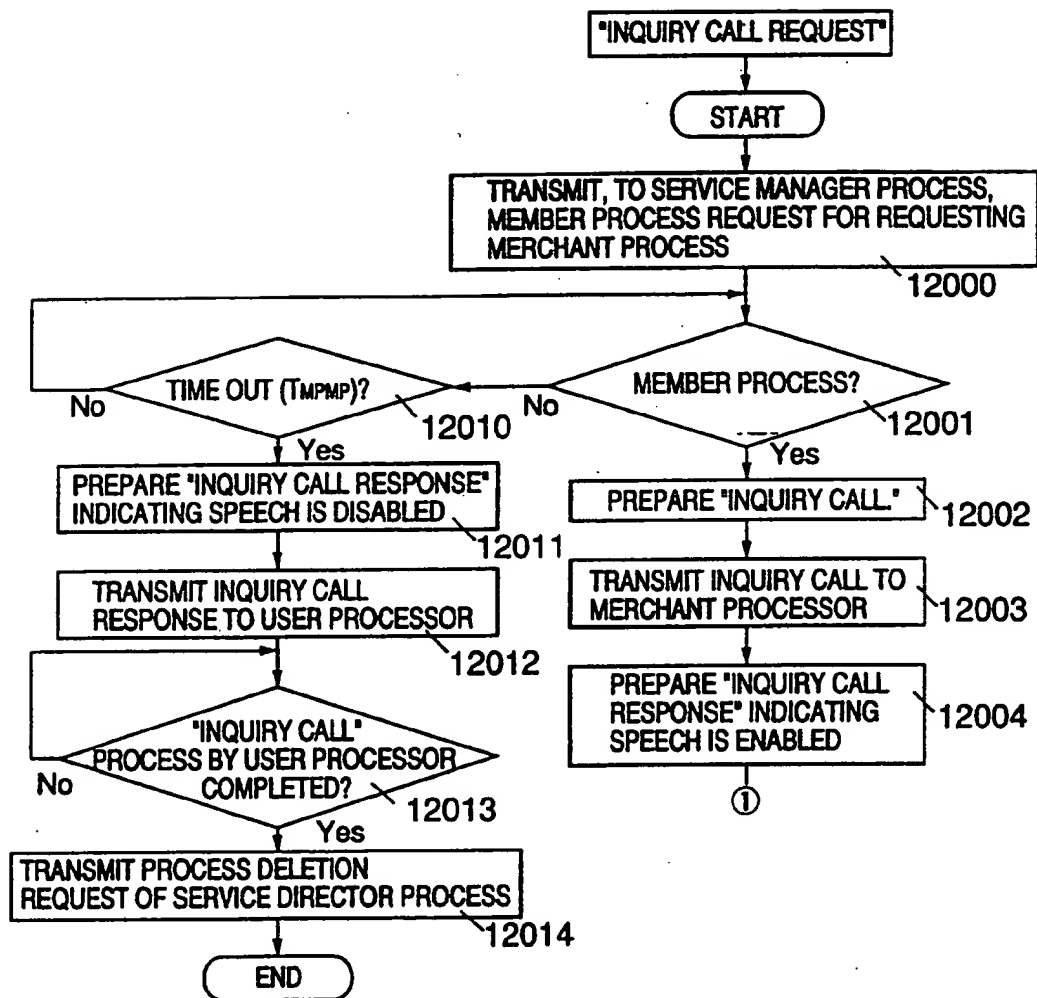 "INQUIRY CALL REQUEST"
START
TRANSMIT, TO SERVICE MANAGER PROCESS,
MEMBER PROCESS REQUEST FOR REQUESTING
MERCHANT PROCESS
12000
MEMBER PROCESS?
12001
No
Yes
TIME OUT (TMPMP)?
12010
No
Yes
PREPARE "INQUIRY CALL RESPONSE"
INDICATING SPEECH IS DISABLED
12011
TRANSMIT INQUIRY CALL
RESPONSE TO USER PROCESSOR
12012
"INQUIRY CALL"
PROCESS BY USER PROCESSOR
COMPLETED?
12013
No
Yes
TRANSMIT PROCESS DELETION
REQUEST OF SERVICE DIRECTOR PROCESS
12014
END
PREPARE "INQUIRY CALL."
12002
TRANSMIT INQUIRY CALL TO
MERCHANT PROCESSOR
12003
PREPARE "INQUIRY CALL
RESPONSE" INDICATING
SPEECH IS ENABLED
12004
①